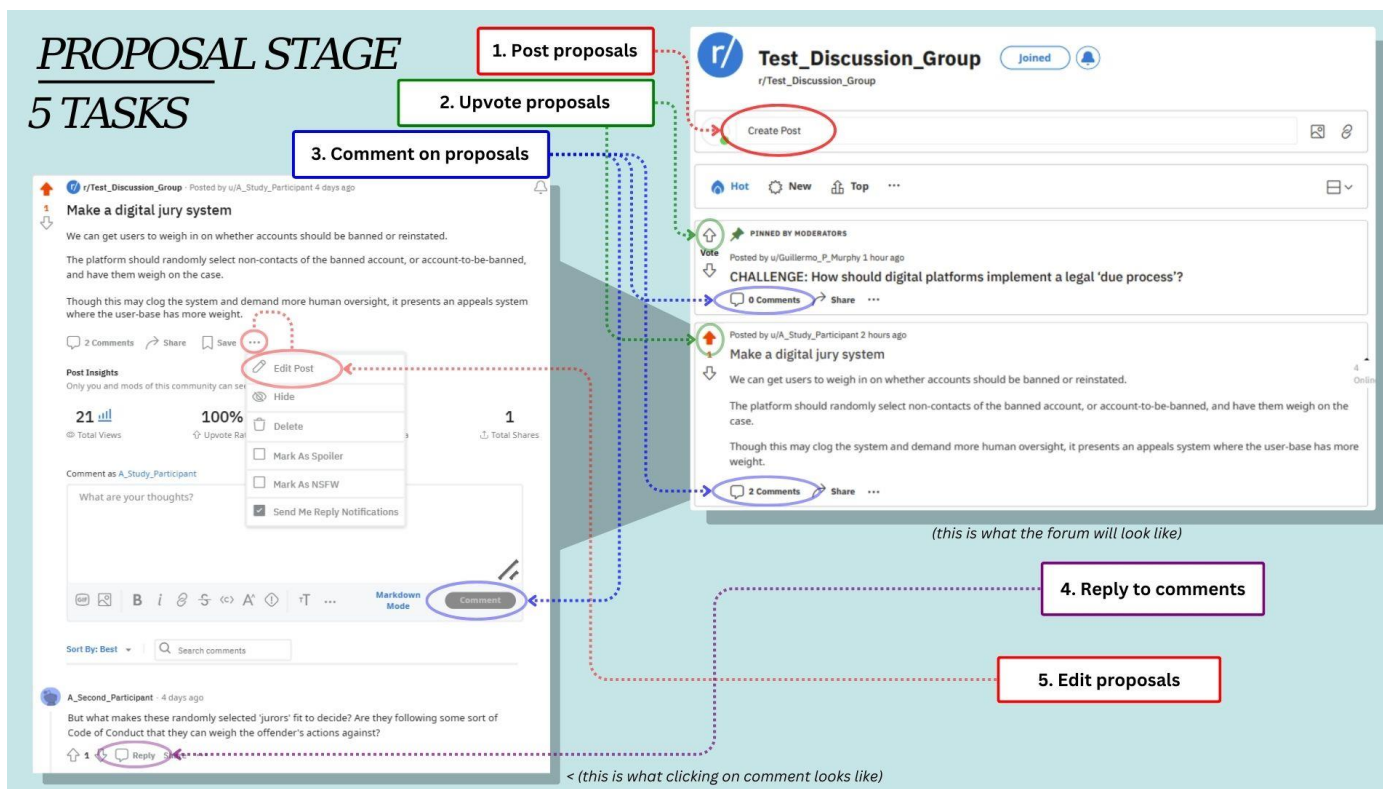 PROPOSAL STAGE
5 TASKS
1. Post proposals
2. Upvote proposals
3. Comment on proposals
r/Test_Discussion_Group · Posted by u/A_Study_Participant 4 days ago
1
Make a digital jury system
We can get users to weigh in on whether accounts should be banned or reinstated.
The platform should randomly select non-contacts of the banned account, or account-to-be-banned,
and have them weigh on the case.
Though this may clog the system and demand more human oversight, it presents an appeals system
where the user-base has more weight.
2 Comments Share Save ...
Edit Post
Hide
Delete
Mark As Spoiler
Mark As NSFW
Send Me Reply Notifications
Post Insights
Only you and mods of this community can se
21 100% 1
Total Views Upvote Ra Total Shares
Comment as A_Study_Participant
What are your thoughts?
GIF B i S <c> A^ TT ...
Markdown
Mode
Comment
Sort By: Best
Search comments
A_Second_Participant · 4 days ago
But what makes these randomly selected 'jurors' fit to decide? Are they following some sort of
Code of Conduct that they can weigh the offender's actions against?
1 Reply
r/
Test_Discussion_Group
Joined
r/Test_Discussion_Group
Create Post
Hot New Top ...
PINNED BY MODERATORS
Vote
Posted by u/Guillermo_P_Murphy 1 hour ago
CHALLENGE: How should digital platforms implement a legal ‘due process’?
0 Comments Share ...
Posted by u/A_Study_Participant 2 hours ago
1
Make a digital jury system
We can get users to weigh in on whether accounts should be banned or reinstated.
The platform should randomly select non-contacts of the banned account, or account-to-be-banned, and have them weigh on the
case.
Though this may clog the system and demand more human oversight, it presents an appeals system where the user-base has more
weight.
2 Comments Share ...
4
Onlin
(this is what the forum will look like)
4. Reply to comments
5. Edit proposals
< (this is what clicking on comment looks like)